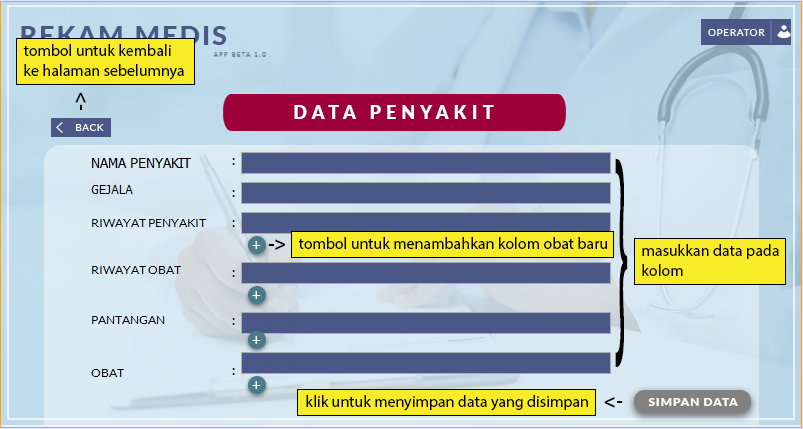 REKAM MEDIS
APP BETA 1.0
OPERATOR
tombol untuk kembali
ke halaman sebelumnya
<-
BACK
DATA PENYAKIT
NAMA PENYAKIT :
GEJALA :
RIWAYAT PENYAKIT :
+ -> tombol untuk menambahkan kolom obat baru
masukkan data pada
kolom
RIWAYAT OBAT :
+
PANTANGAN :
+
OBAT :
+
klik untuk menyimpan data yang disimpan <- SIMPAN DATA